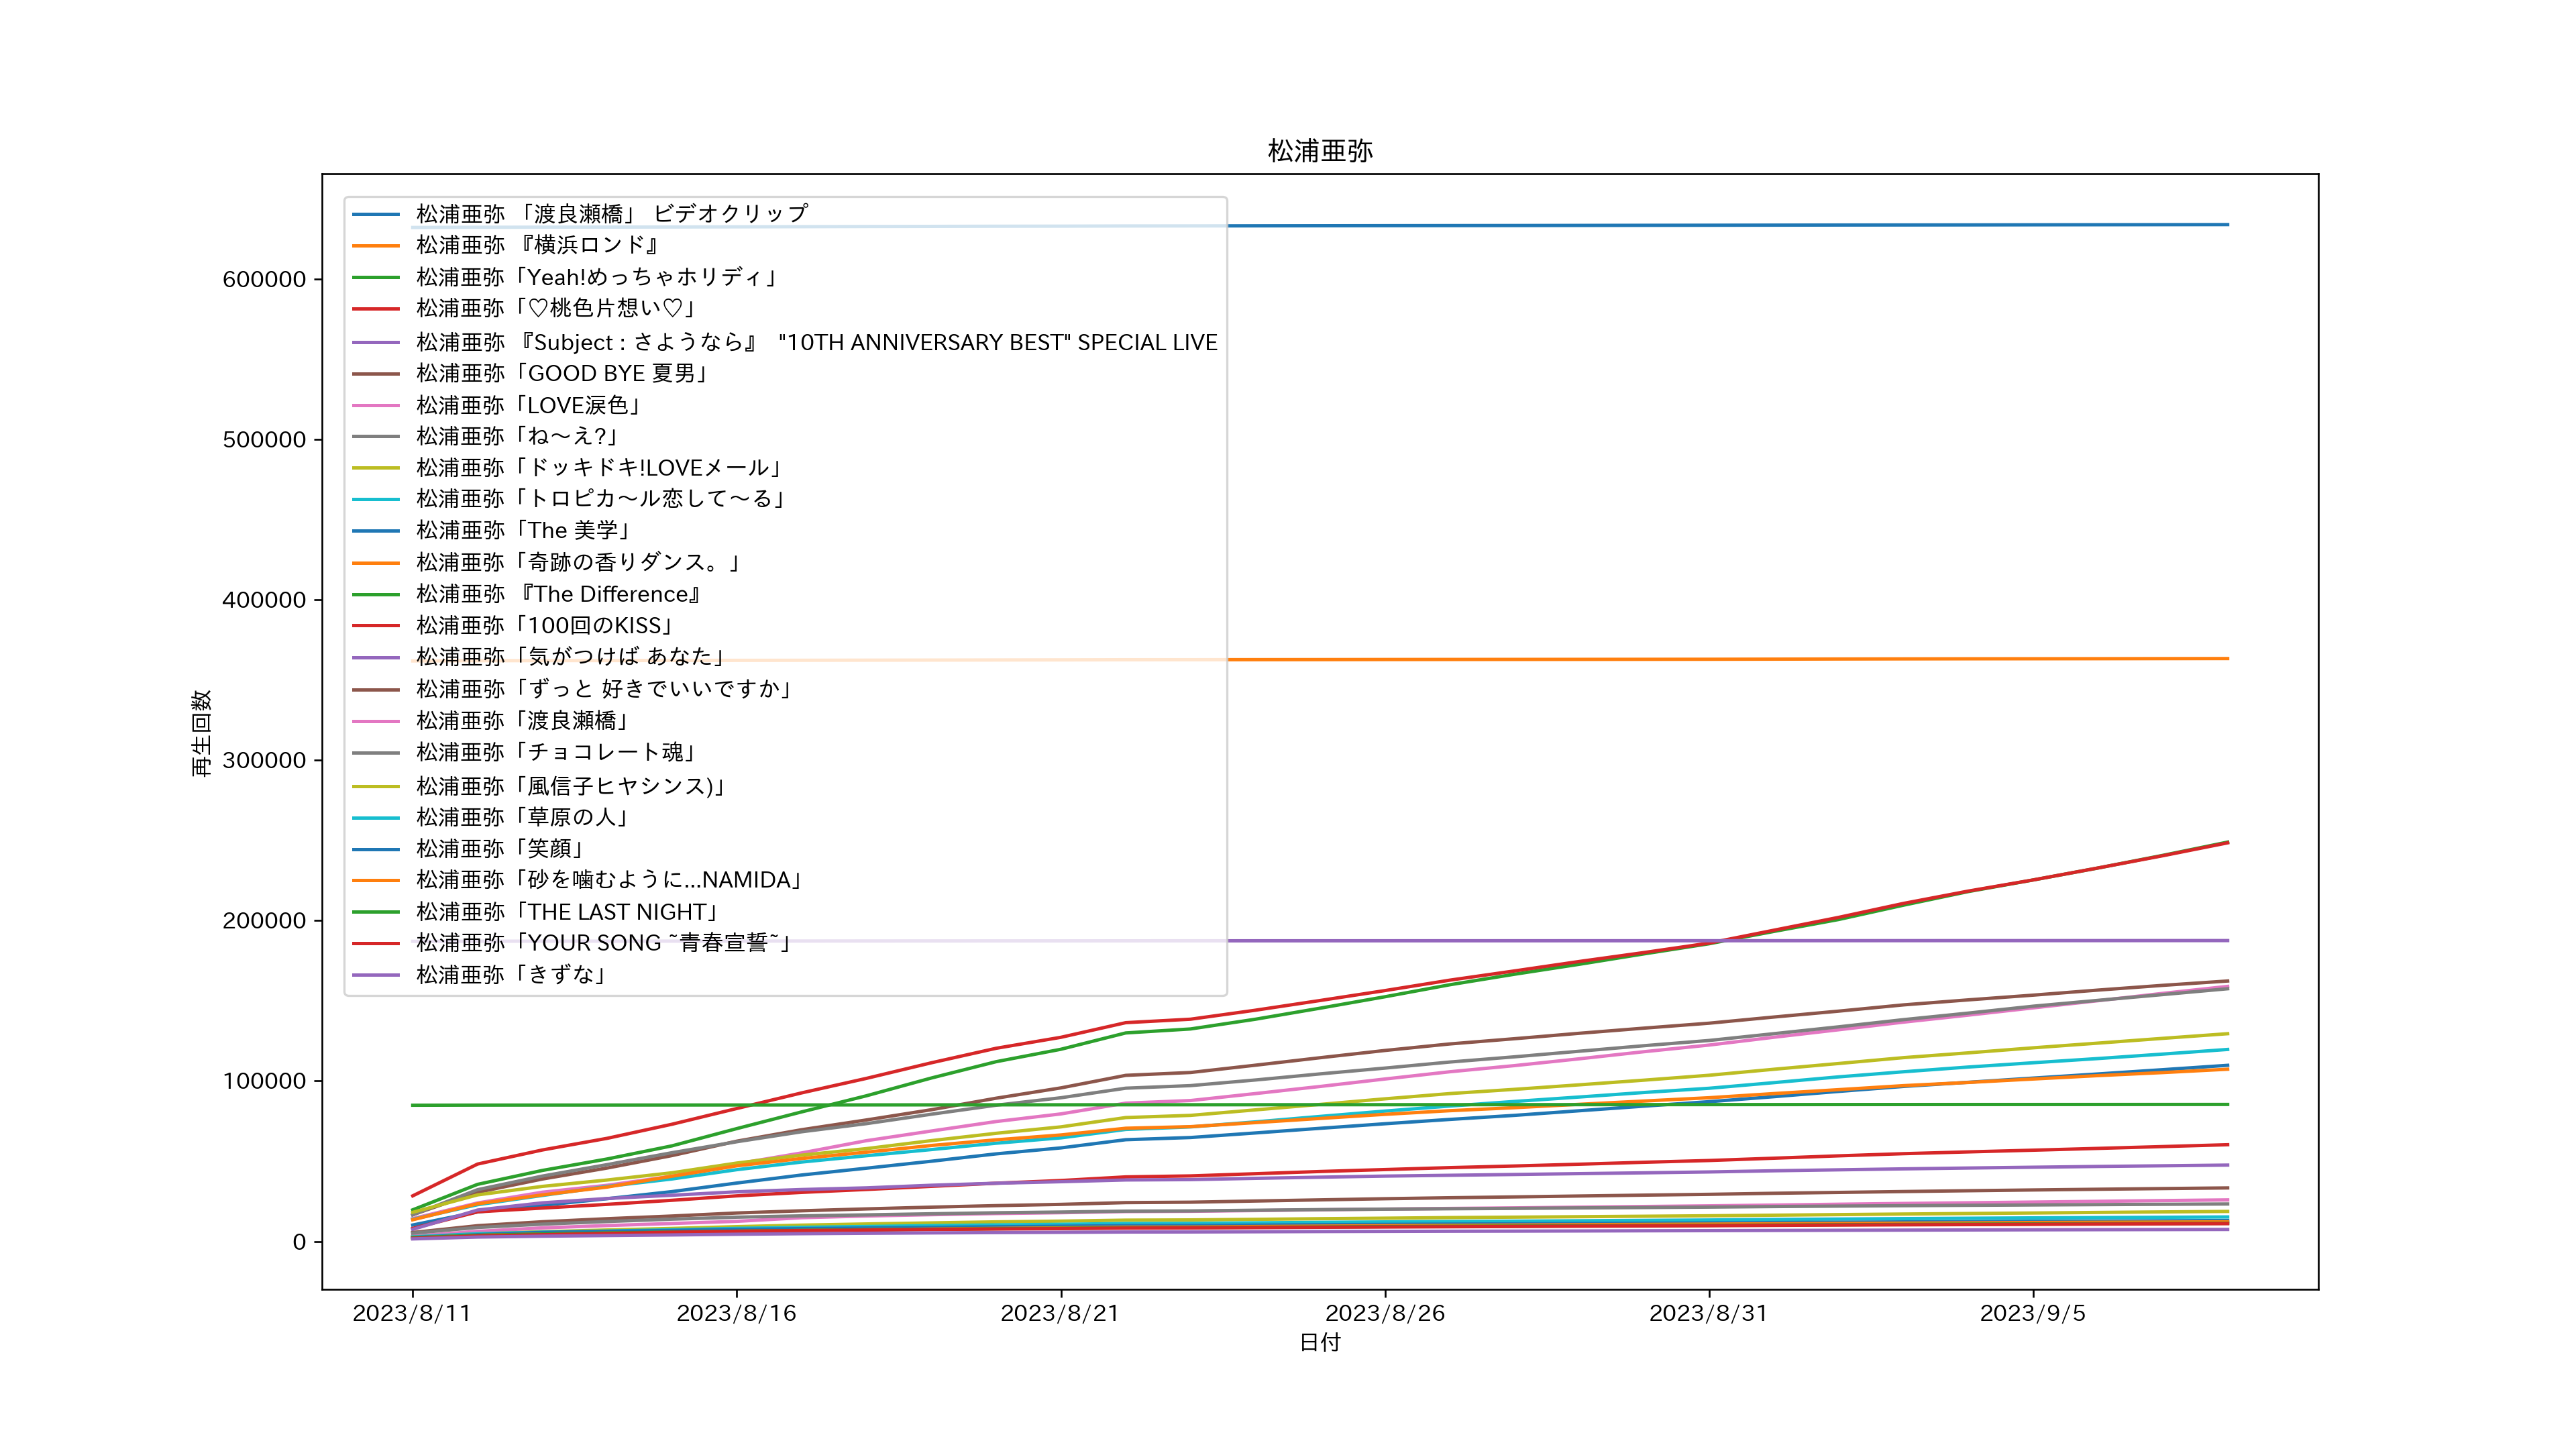 松浦亜弥
松浦亜弥 「渡良瀬橋」 ビデオクリップ
松浦亜弥 『横浜ロンド』
松浦亜弥「Yeah!めっちゃホリディ」
松浦亜弥「♡桃色片想い♡」
松浦亜弥 『Subject : さようなら』 "10TH ANNIVERSARY BEST" SPECIAL LIVE
松浦亜弥「GOOD BYE 夏男」
松浦亜弥「LOVE涙色」
松浦亜弥「ね〜え?」
松浦亜弥「ドッキドキ!LOVEメール」
松浦亜弥「トロピカ〜ル恋して〜る」
松浦亜弥「The 美学」
松浦亜弥「奇跡の香りダンス。」
松浦亜弥 『The Difference』
松浦亜弥「100回のKISS」
松浦亜弥「気がつけば あなた」
松浦亜弥「ずっと 好きでいいですか」
松浦亜弥「渡良瀬橋」
松浦亜弥「チョコレート魂」
松浦亜弥「風信子ヒヤシンス)」
松浦亜弥「草原の人」
松浦亜弥「笑顔」
松浦亜弥「砂を噛むように…NAMIDA」
松浦亜弥「THE LAST NIGHT」
松浦亜弥「YOUR SONG ~青春宣誓~」
松浦亜弥「きずな」
再生回数
600000
500000
400000
300000
200000
100000
0
2023/8/11 2023/8/16 2023/8/21 2023/8/26 2023/8/31 2023/9/5
日付